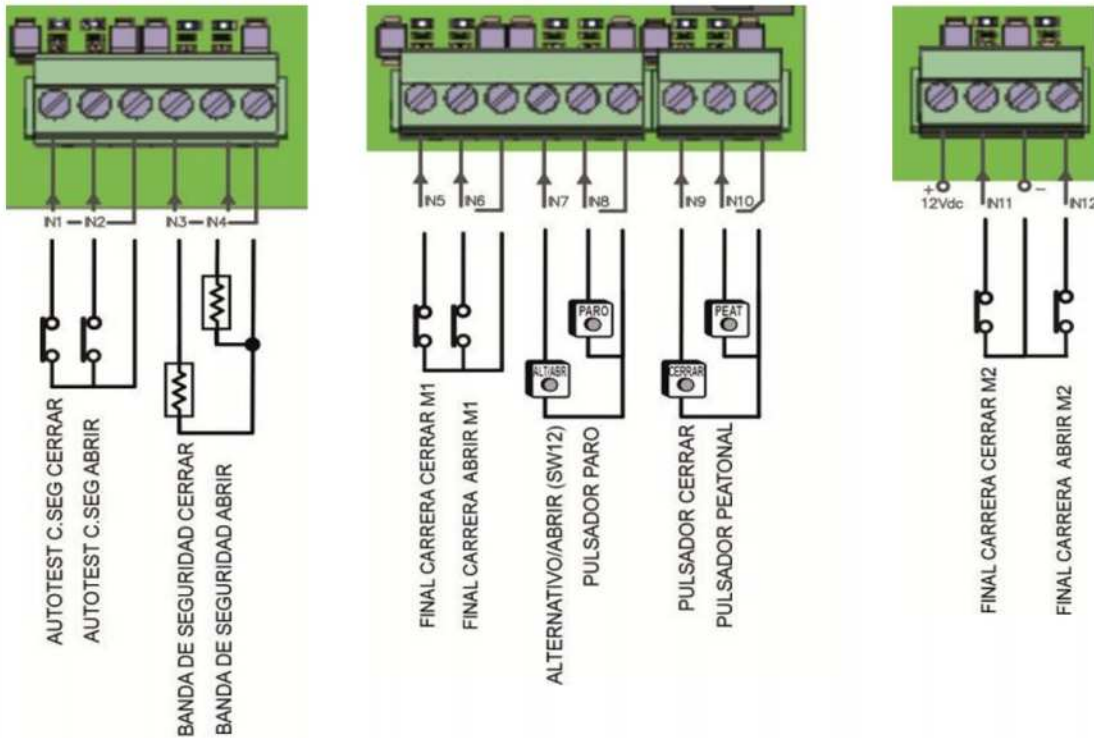 IN1
IN2
IN3
IN4
AUTOTEST C.SEG CERRAR
AUTOTEST C.SEG ABRIR
BANDA DE SEGURIDAD CERRAR
BANDA DE SEGURIDAD ABRIR
IN5
IN6
IN7
IN8
IN9
IN10
PARO
ALT/ABR
PEAT
CERRAR
FINAL CARRERA CERRAR M1
FINAL CARRERA ABRIR M1
ALTERNATIVO/ABRIR (SW12)
PULSADOR PARO
PULSADOR CERRAR
PULSADOR PEATONAL
+
-
12Vdc
IN11
IN12
FINAL CARRERA CERRAR M2
FINAL CARRERA ABRIR M2